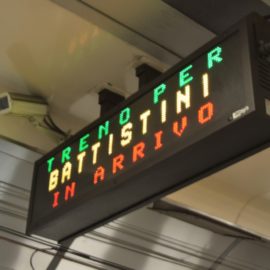 TRENO PER
BATTISTINI
IN ARRIVO